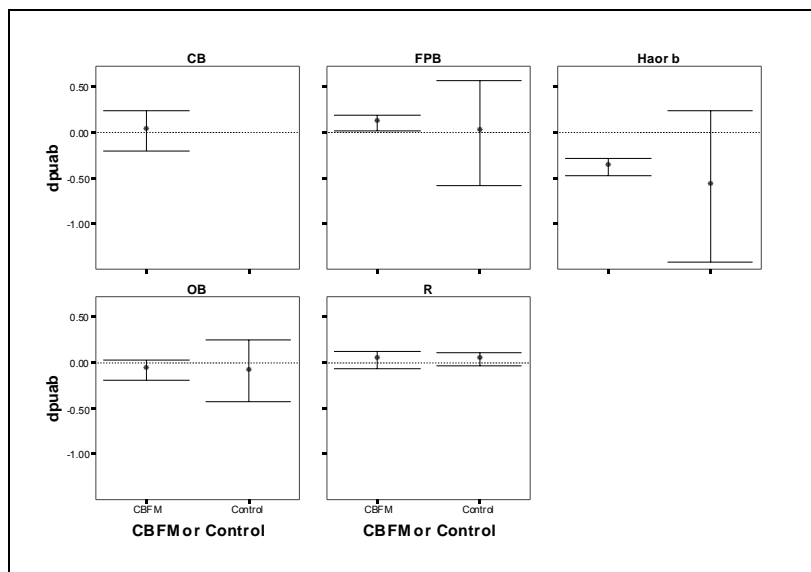 CB FPB Haor b
0.50
0.00
-0.50
-1.00
dpuab
OB R
0.50
0.00
-0.50
-1.00
dpuab
CBFM Control CBFM Control
CBFM or Control CBFM or Control